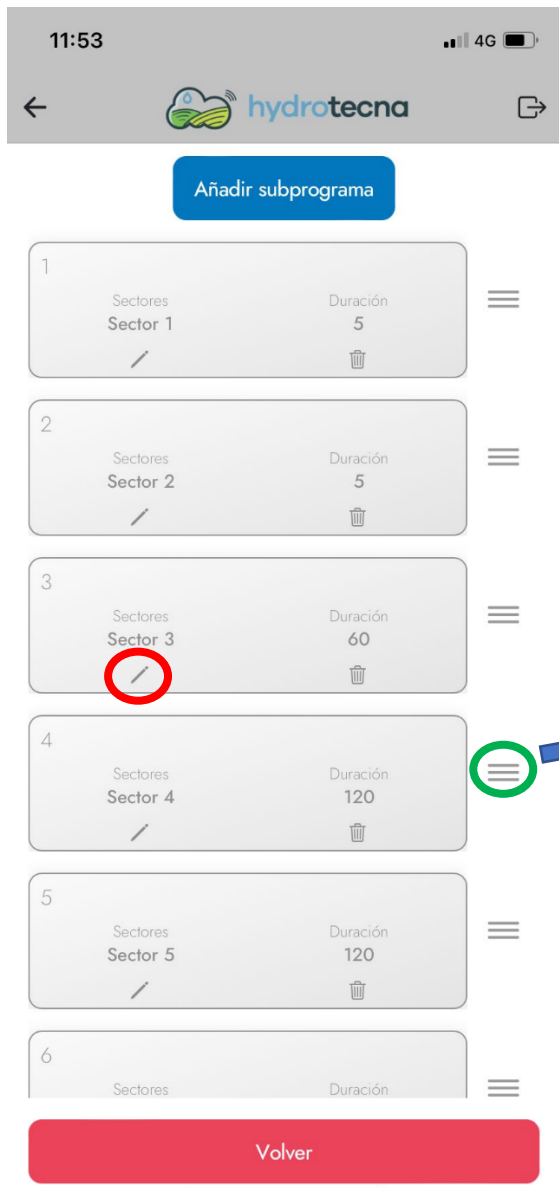 11:53 4G
hydrotecna
Añadir subprograma
1
Sectores Duración
Sector 1 5
2
Sectores Duración
Sector 2 5
3
Sectores Duración
Sector 3 60
4
Sectores Duración
Sector 4 120
5
Sectores Duración
Sector 5 120
6
Sectores Duración
Volver